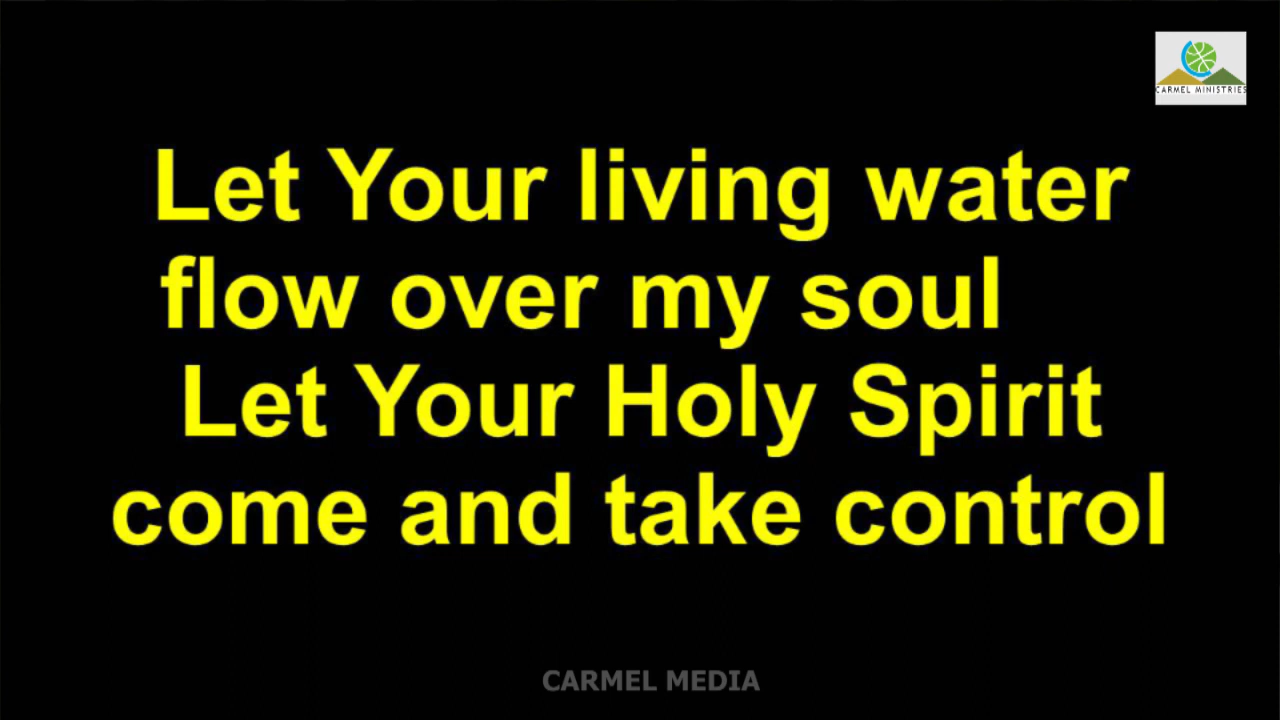 CARMEL MINISTRIES
Let Your living water
flow over my soul
Let Your Holy Spirit
come and take control
CARMEL MEDIA